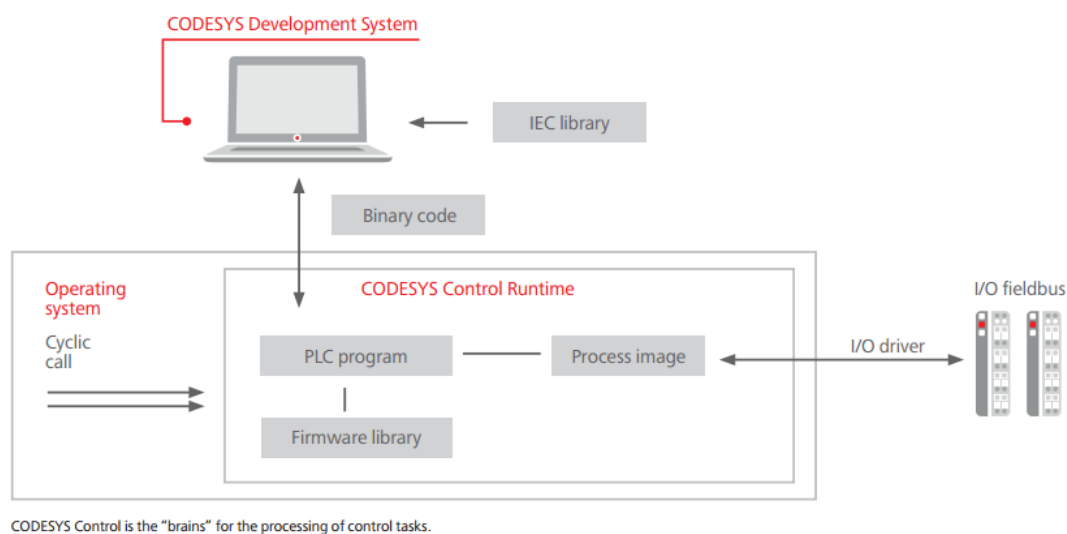 CODESYS Development System
IEC library
Binary code
Operating
system
Cyclic
call
CODESYS Control Runtime
PLC program
Process image
Firmware library
I/O driver
I/O fieldbus
CODESYS Control is the “brains” for the processing of control tasks.